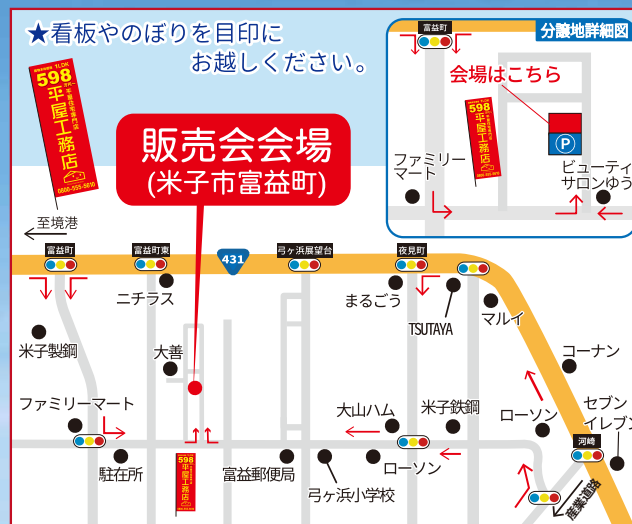 ★看板やのぼりを目印に
お越しください。
598
平屋工務店
0800-555-5010
販売会会場
(米子市富益町)
至境港
分譲地詳細図
富益町
会場はこちら
598
平屋工務店
P
ファミリー
マート
ビューティ
サロンゆう
富益町
富益町東
431
弓ヶ浜展望台
夜見町
ニチラス
まるごう
TSUTAYA
マルイ
米子製鋼
大善
コーナン
ファミリーマート
大山ハム
米子鉄鋼
ローソン
セブン
イレブン
河崎
駐在所
598
平屋工務店
富益郵便局
弓ヶ浜小学校
ローソン
産業道路